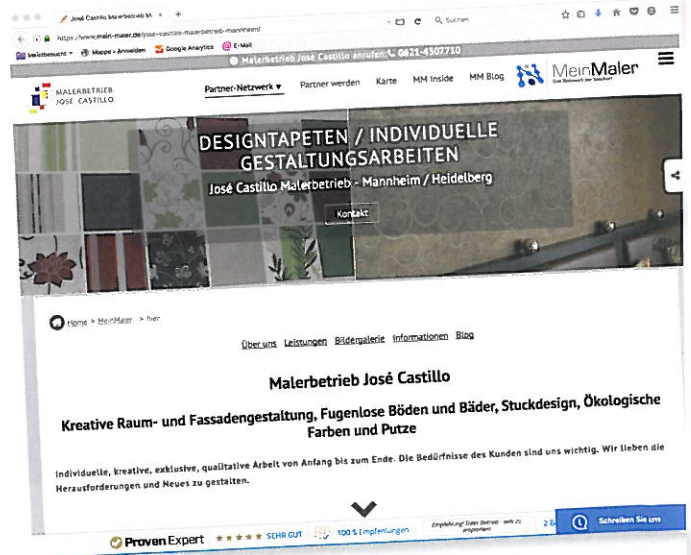 José Castillo Malerbetrieb M
https://www.mein-maler.de/jose-castillo-malerbetrieb-mannheim/
Suchen
Meistbesucht
Mappe > Anmelden
Google Analytics
E-Mail
Malerbetrieb José Castillo anrufen: 0621-4307710
MALERBETRIEB
JOSÉ CASTILLO
Partner-Netzwerk ▾
Partner werden
Karte
MM Inside
MM Blog
MeinMaler
DESIGNTAPETEN / INDIVIDUELLE
GESTALTUNGSARBEITEN
José Castillo Malerbetrieb - Mannheim / Heidelberg
Kontakt
Home > MeinMaler > hier
Über uns Leistungen Bildergalerie Informationen Blog
Malerbetrieb José Castillo
Kreative Raum- und Fassadengestaltung, Fugenlose Böden und Bäder, Stuckdesign, Ökologische
Farben und Putze
Individuelle, kreative, exklusive, qualitative Arbeit von Anfang bis zum Ende. Die Bedürfnisse des Kunden sind uns wichtig. Wir lieben die
Herausforderungen und Neues zu gestalten.
ProvenExpert
SEHR GUT
100 % Empfehlungen
Schreiben Sie uns